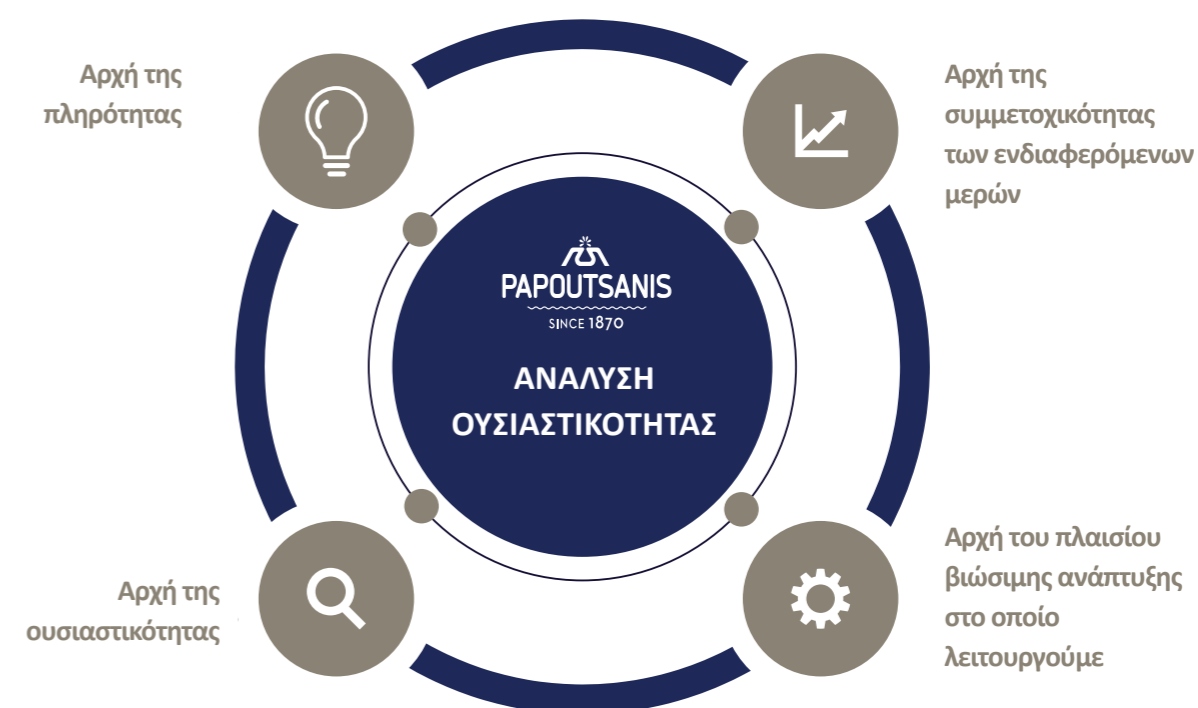 Αρχή της
πληρότητας
Αρχή της
συμμετοχικότητας
των ενδιαφερόμενων
μερών
PAPOUTSANIS
SINCE 1870
ΑΝΑΛΥΣΗ
ΟΥΣΙΑΣΤΙΚΟΤΗΤΑΣ
Αρχή της
ουσιαστικότητας
Αρχή του πλαισίου
βιώσιμης ανάπτυξης
στο οποίο
λειτουργούμε